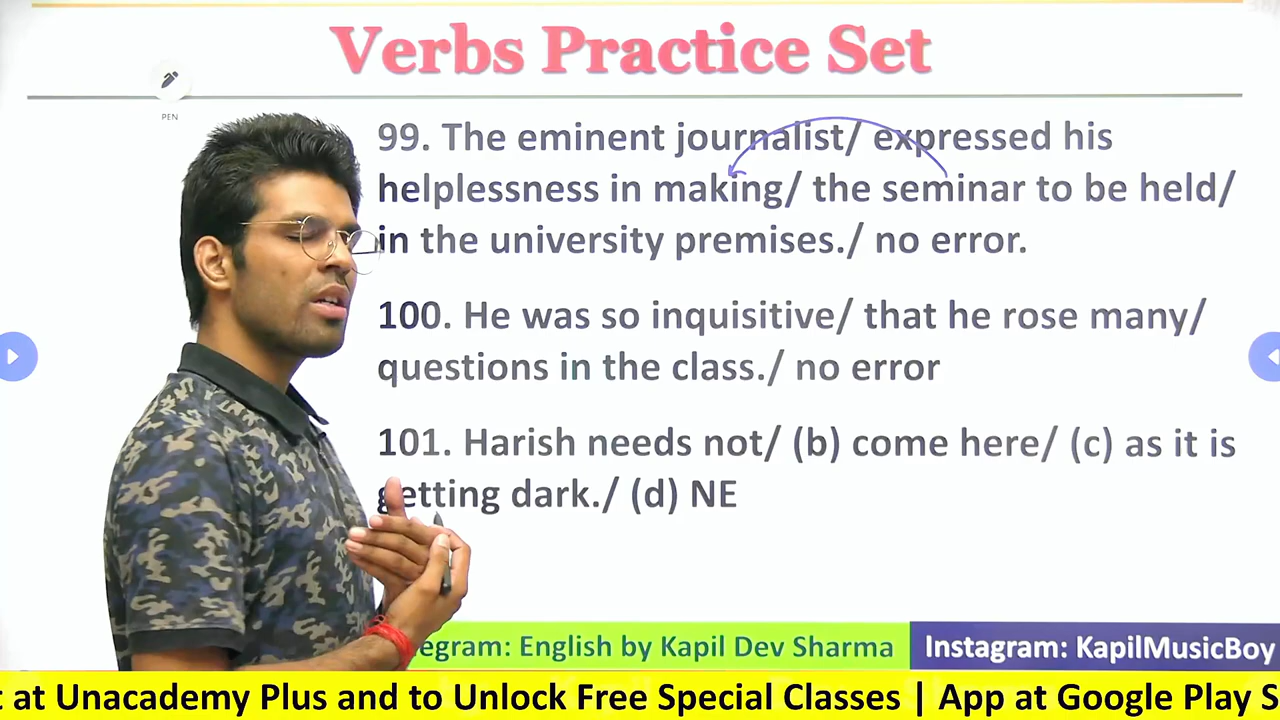 Verbs Practice Set
PEN
99. The eminent journalist/ expressed his
helplessness in making/ the seminar to be held/
in the university premises./ no error.
100. He was so inquisitive/ that he rose many/
questions in the class./ no error
101. Harish needs not/ (b) come here/ (c) as it is
getting dark./ (d) NE
egram: English by Kapil Dev Sharma
Instagram: KapilMusicBoy
t at Unacademy Plus and to Unlock Free Special Classes | App at Google Play S